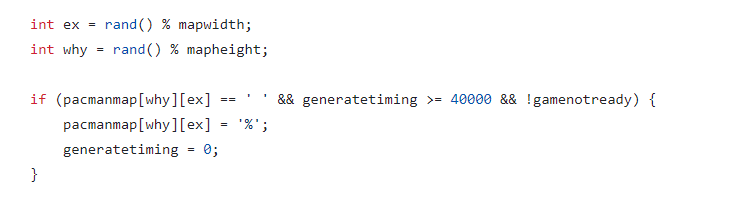 int ex = rand() % mapwidth;
int why = rand() % mapheight;
if (pacmanmap[why][ex] == ' ' && generatetiming >= 40000 && !gamenotready) {
pacmanmap[why][ex] = '%';
generatetiming = 0;
}